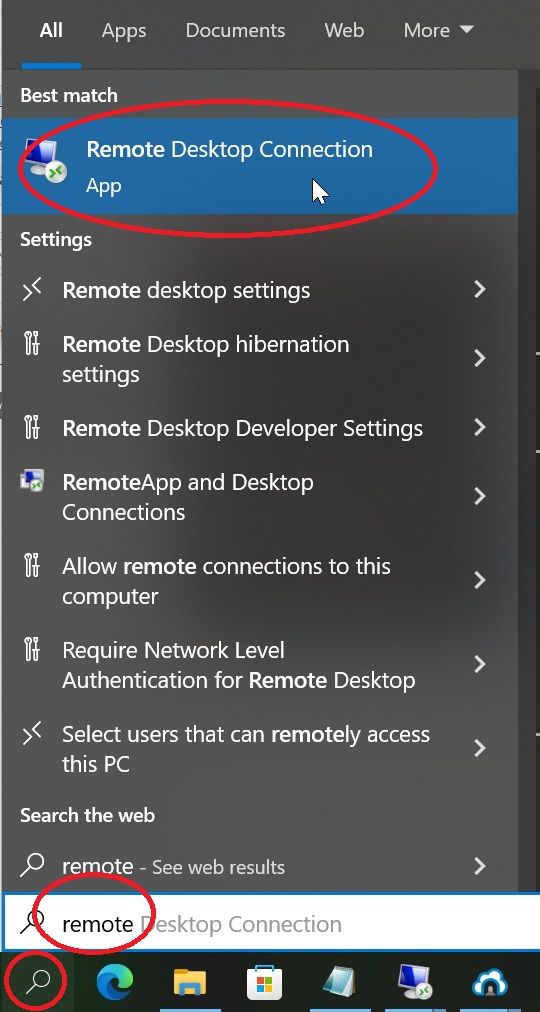 All Apps Documents Web More
Best match
Remote Desktop Connection
App
Settings
Remote desktop settings
Remote Desktop hibernation
settings
Remote Desktop Developer Settings
RemoteApp and Desktop
Connections
Allow remote connections to this
computer
Require Network Level
Authentication for Remote Desktop
Select users that can remotely access
this PC
Search the web
remote - See web results
remote Desktop Connection